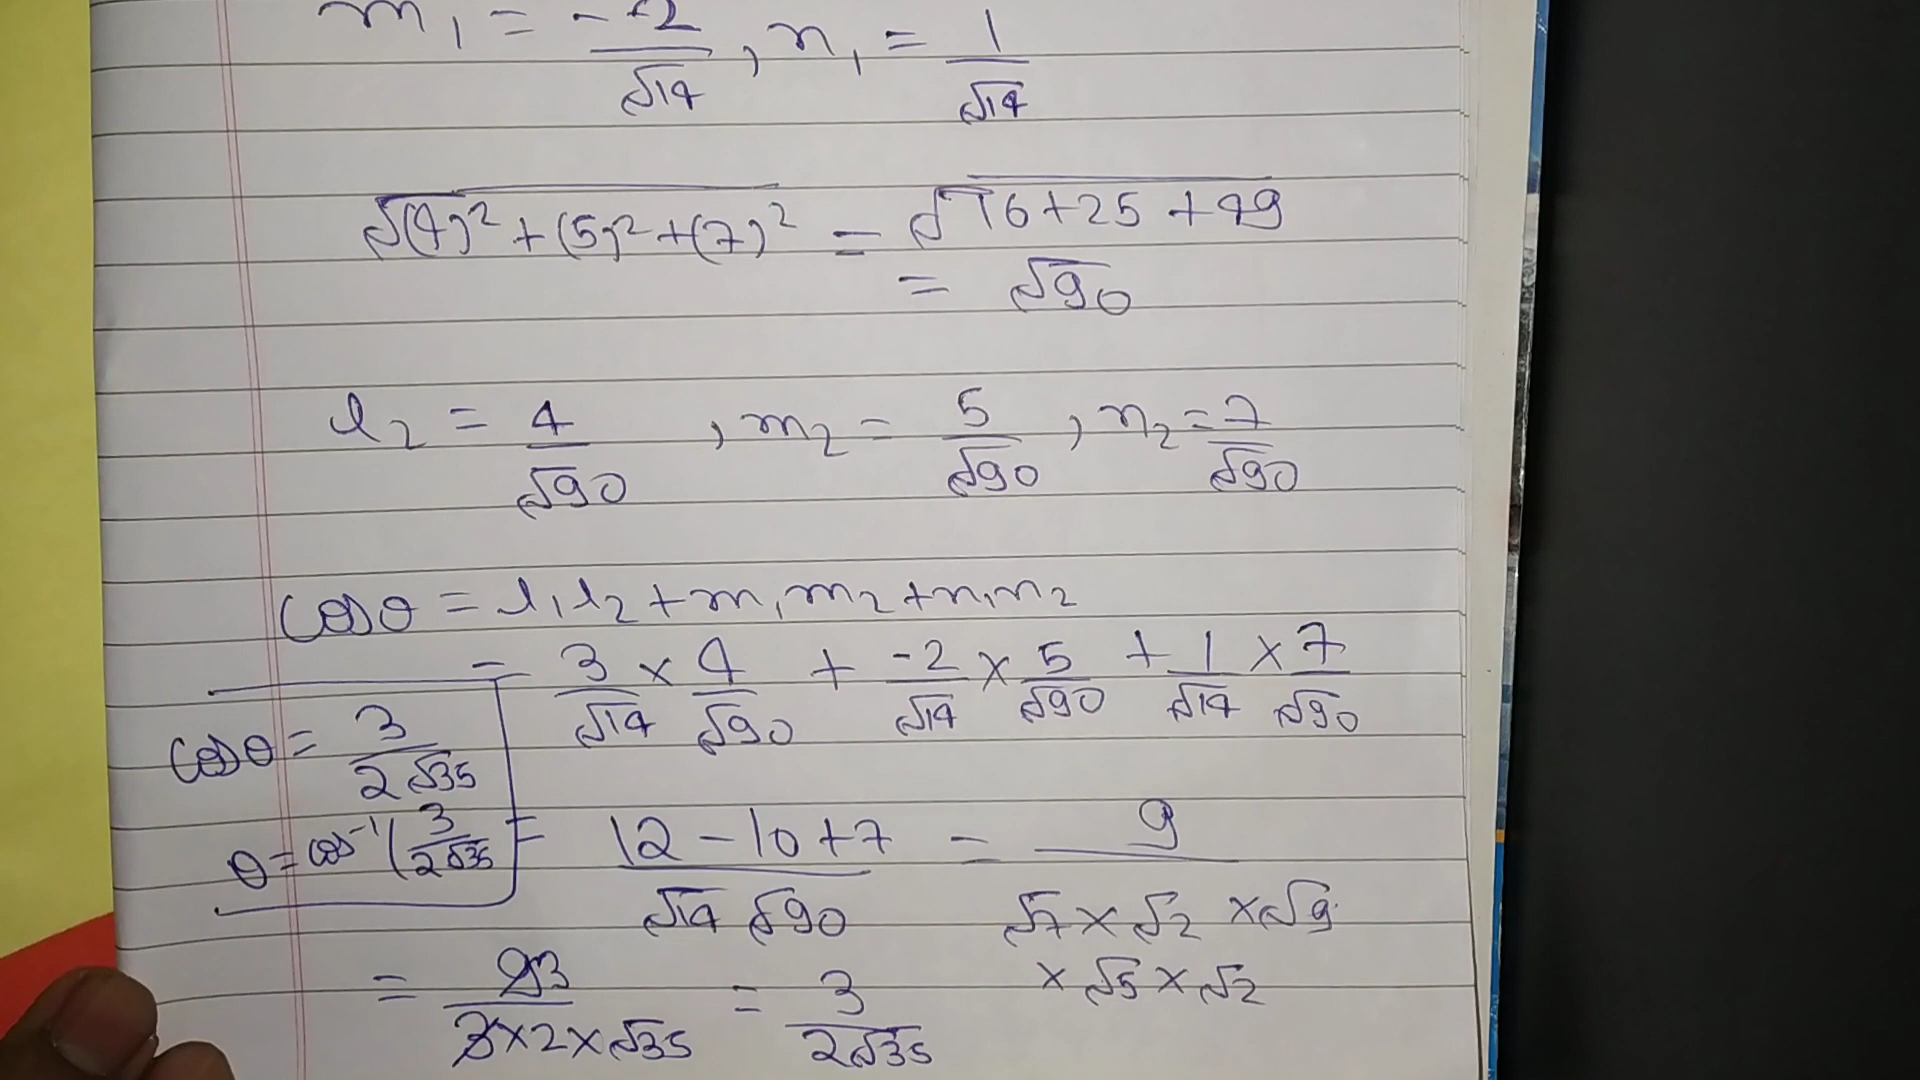 m₁ = -2/√14 , n₁ = 1/√14
√(4)² + (5)² + (7)² = √16+25+49
= √90
l₂ = 4/√90 , m₂ = 5/√90 , n₂ = 7/√90
cosθ = l₁l₂ + m₁m₂ + n₁n₂
= 3/√14 × 4/√90 + -2/√14 × 5/√90 + 1/√14 × 7/√90
cosθ = 3/2√35
θ = cos⁻¹(3/2√35
= 12-10+7/√14 √90 = 9/√7×√2×√9×√5×√2
= 93/3×2×√35 = 3/2√35